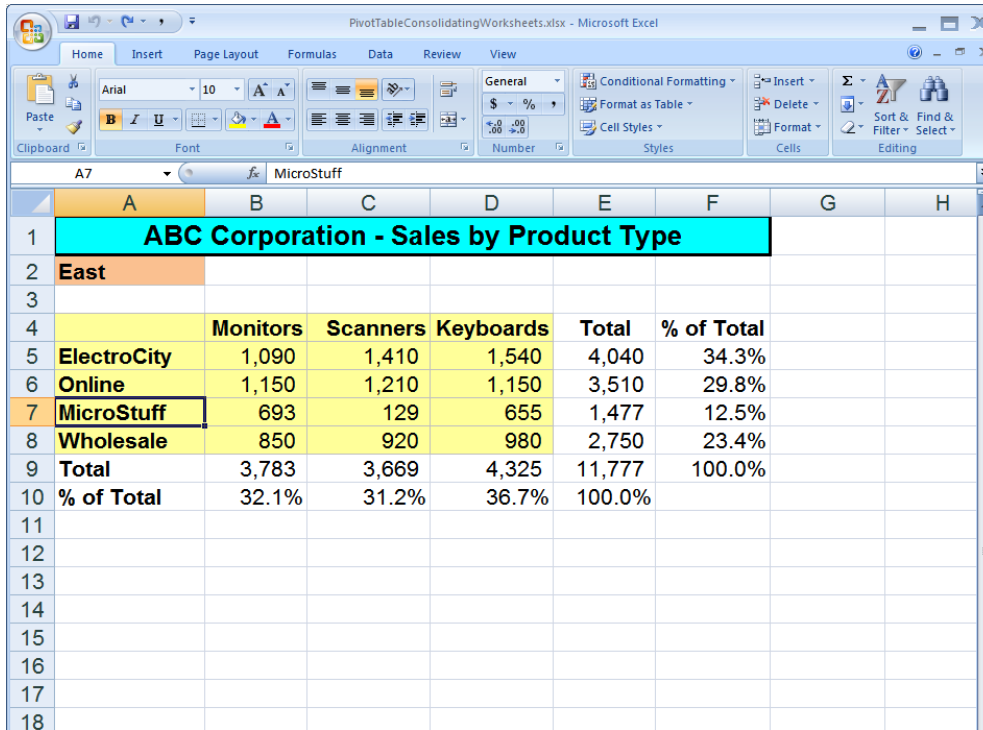 PivotTableConsolidatingWorksheets.xlsx - Microsoft Excel
Home Insert Page Layout Formulas Data Review View
Arial 10 A A General Conditional Formatting Insert Σ
Paste B I U A $ % , Format as Table Delete Sort & Find &
.0 .00 .00 .0 Cell Styles Format Filter Select
Clipboard Font Alignment Number Styles Cells Editing
A7 fx MicroStuff
A B C D E F G H
1 ABC Corporation - Sales by Product Type
2 East
3
4 Monitors Scanners Keyboards Total % of Total
5 ElectroCity 1,090 1,410 1,540 4,040 34.3%
6 Online 1,150 1,210 1,150 3,510 29.8%
7 MicroStuff 693 129 655 1,477 12.5%
8 Wholesale 850 920 980 2,750 23.4%
9 Total 3,783 3,669 4,325 11,777 100.0%
10 % of Total 32.1% 31.2% 36.7% 100.0%
11
12
13
14
15
16
17
18